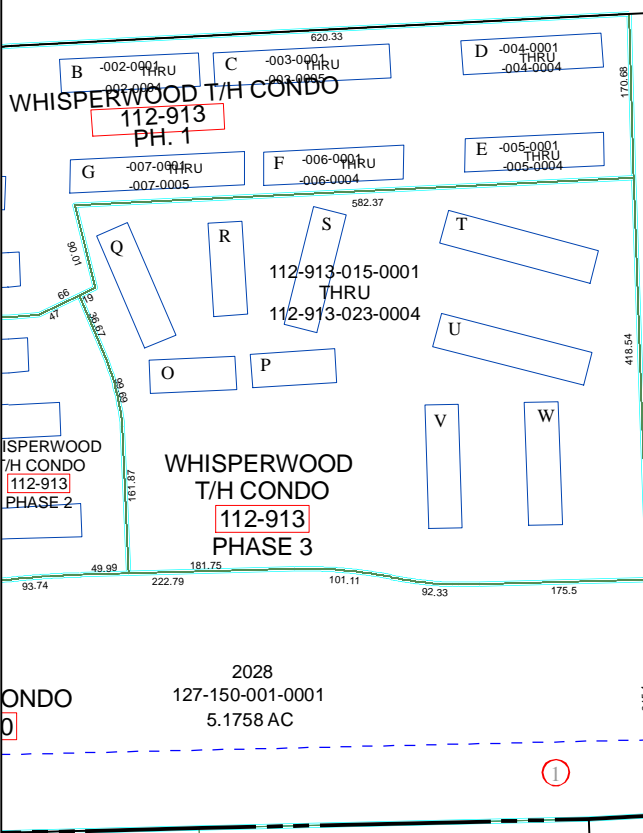 620.33
B -002-0001 THRU -002-0004
C -003-0001 THRU -003-0005
D -004-0001 THRU -004-0004
170.68
WHISPERWOOD T/H CONDO
112-913
PH. 1
G -007-0001 THRU -007-0005
F -006-0001 THRU -006-0004
E -005-0001 THRU -005-0004
582.37
90.01
Q
R
S
T
112-913-015-0001
THRU
112-913-023-0004
66
19
47
36.67
U
418.54
O
P
99.69
V
W
ISPERWOOD
T/H CONDO
112-913
PHASE 2
WHISPERWOOD
T/H CONDO
112-913
PHASE 3
161.87
49.99
181.75
93.74
222.79
101.11
92.33
175.5
2028
127-150-001-0001
5.1758 AC
ONDO
0
1